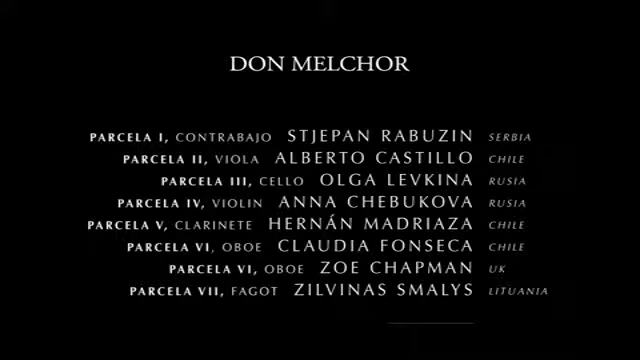 DON MELCHOR
PARCELA I, CONTRABAJO STJEPAN RABUZIN SERBIA
PARCELA II, VIOLA ALBERTO CASTILLO CHILE
PARCELA III, CELLO OLGA LEVKINA RUSIA
PARCELA IV, VIOLIN ANNA CHEBUKOVA RUSIA
PARCELA V, CLARINETE HERNÁN MADRIAZA CHILE
PARCELA VI, OBOE CLAUDIA FONSECA CHILE
PARCELA VI, OBOE ZOE CHAPMAN UK
PARCELA VII, FAGOT ZILVINAS SMALYS LITUANIA